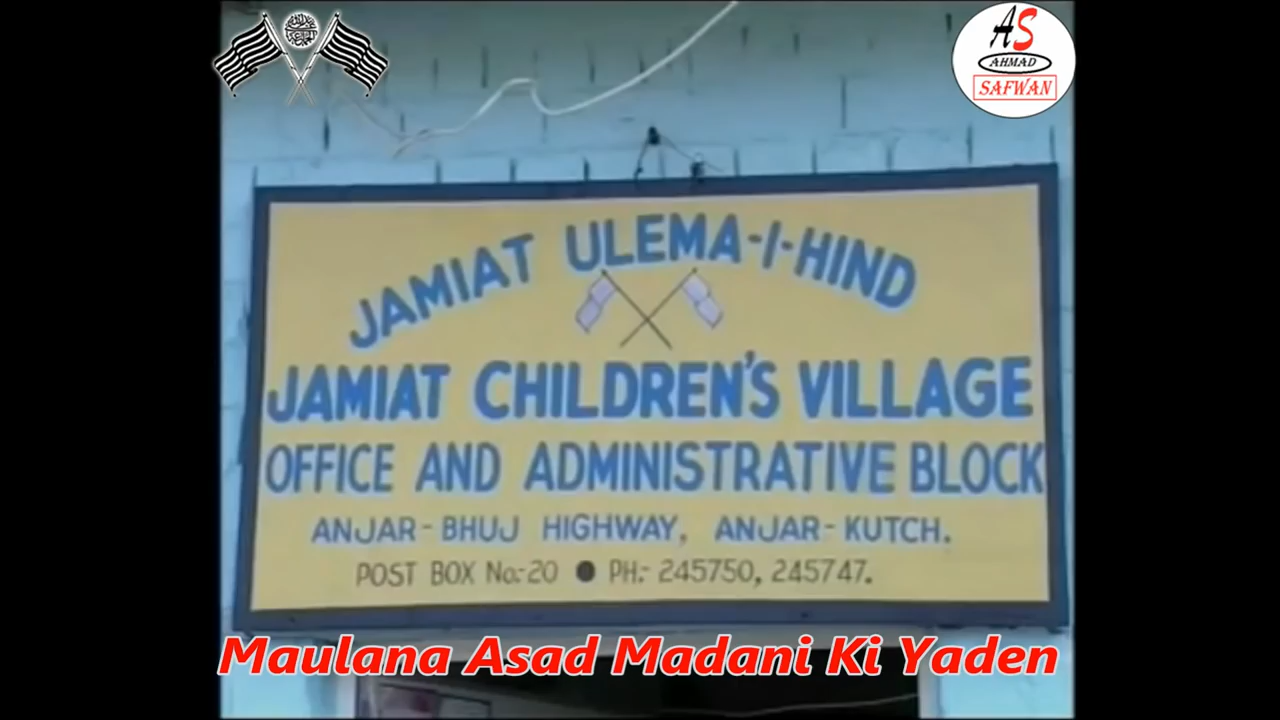 AS
AHMAD
SAFWAN
JAMIAT ULEMA-I-HIND
JAMIAT CHILDREN'S VILLAGE
OFFICE AND ADMINISTRATIVE BLOCK
ANJAR-BHUJ HIGHWAY, ANJAR-KUTCH.
POST BOX No:-20 ● PH:- 245750, 245747.
Maulana Asad Madani Ki Yaden